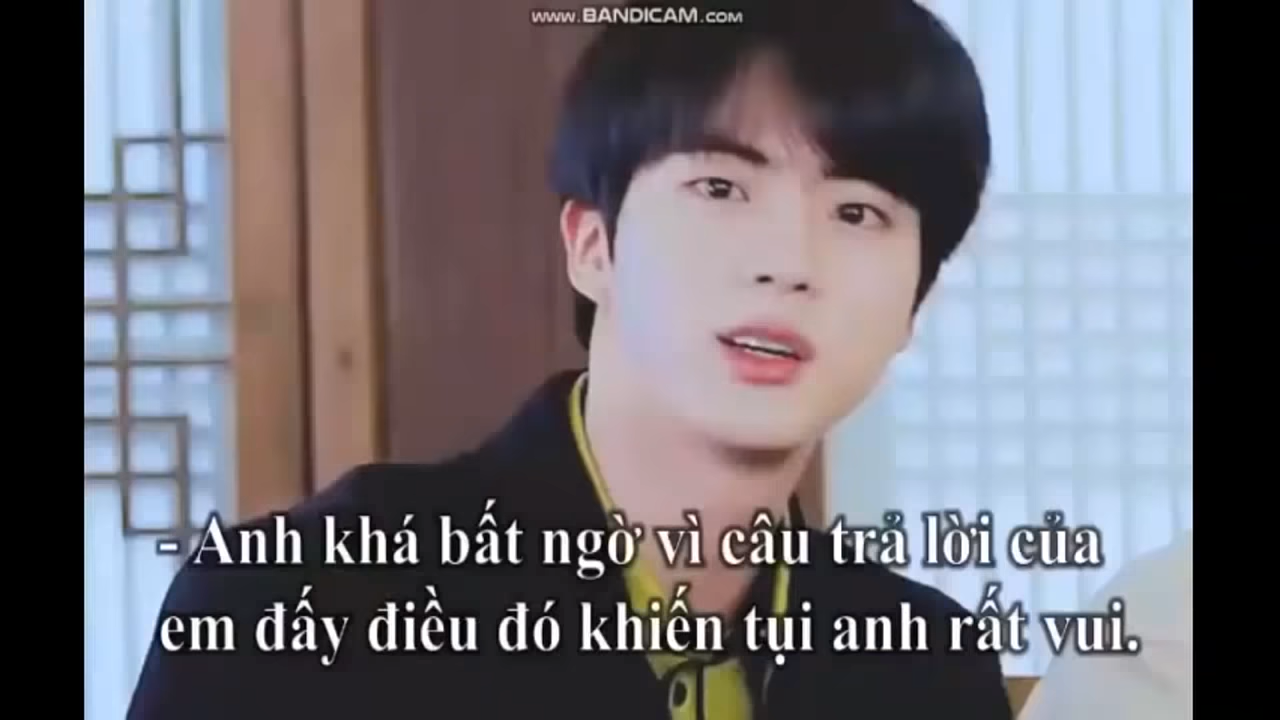 www.BANDICAM.com
- Anh khá bất ngờ vì câu trả lời của
em đấy điều đó khiến tụi anh rất vui.